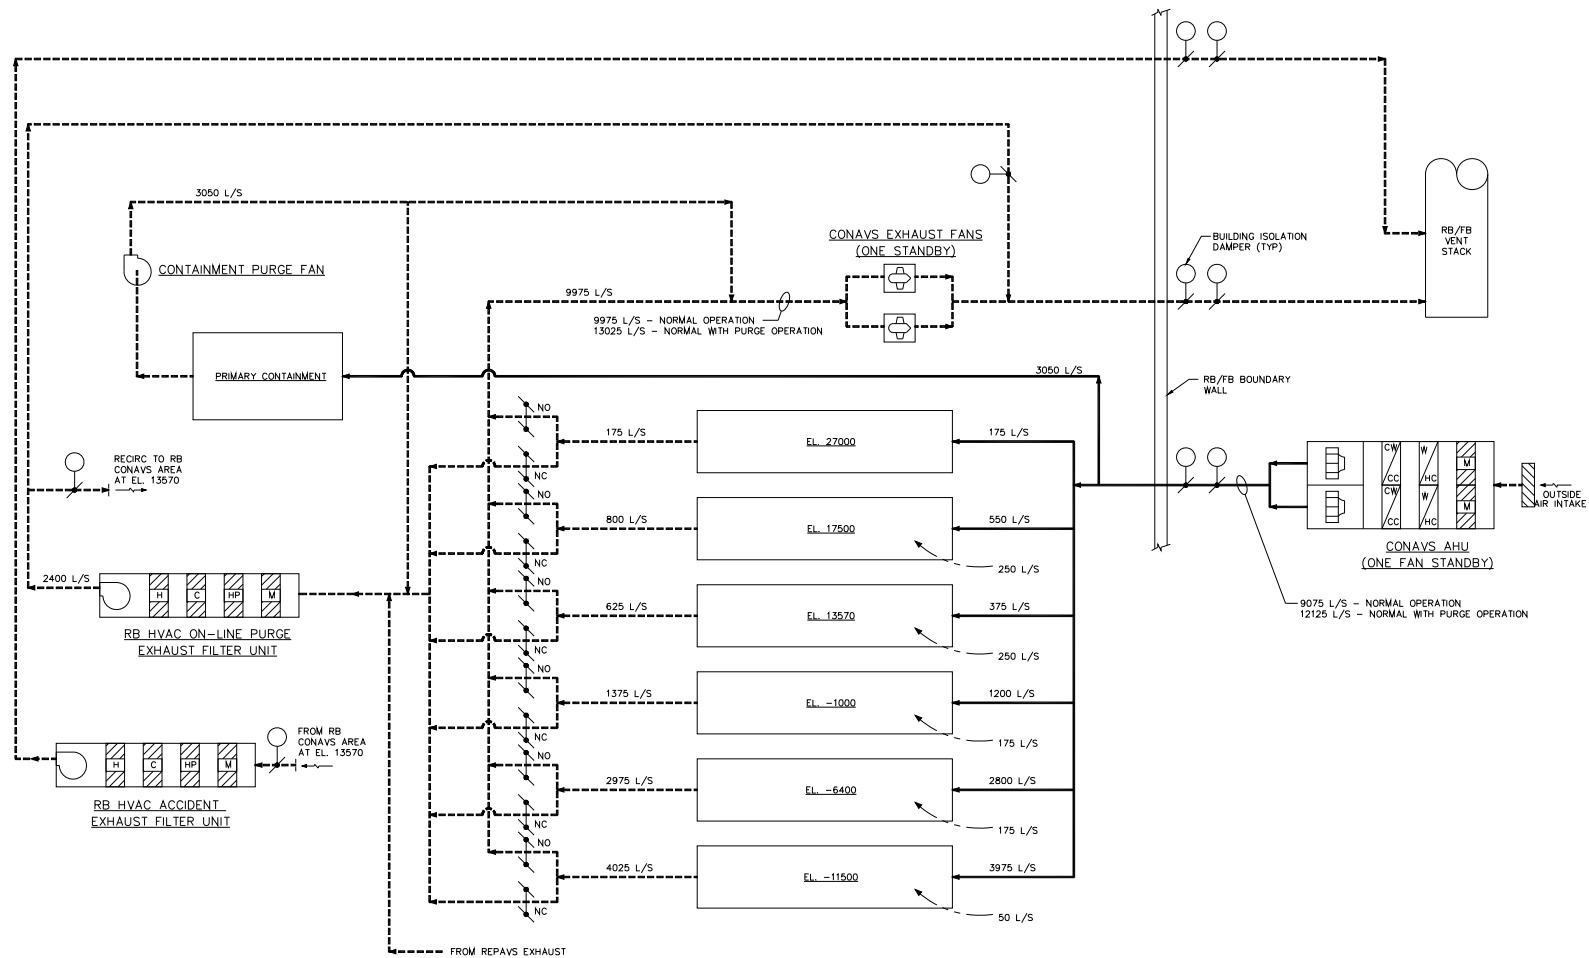 3050 L/S
CONTAINMENT PURGE FAN
PRIMARY CONTAINMENT
CONAVS EXHAUST FANS
(ONE STANDBY)
9975 L/S
9975 L/S – NORMAL OPERATION
13025 L/S – NORMAL WITH PURGE OPERATION
BUILDING ISOLATION
DAMPER (TYP)
RB/FB
VENT
STACK
3050 L/S
RB/FB BOUNDARY
WALL
RECIRC TO RB
CONAVS AREA
AT EL. 13570
NO
175 L/S
EL. 27000
175 L/S
NC
NO
800 L/S
EL. 17500
550 L/S
250 L/S
NC
NO
625 L/S
EL. 13570
375 L/S
250 L/S
NC
NO
1375 L/S
EL. -1000
1200 L/S
175 L/S
NC
NO
2975 L/S
EL. -6400
2800 L/S
175 L/S
NC
NO
4025 L/S
EL. -11500
3975 L/S
50 L/S
NC
CW
CC
W
HC
M
CW
CC
W
HC
M
OUTSIDE
AIR INTAKE
CONAVS AHU
(ONE FAN STANDBY)
9075 L/S – NORMAL OPERATION
12125 L/S – NORMAL WITH PURGE OPERATION
2400 L/S
H
C
HP
M
RB HVAC ON-LINE PURGE
EXHAUST FILTER UNIT
FROM RB
CONAVS AREA
AT EL. 13570
H
C
HP
M
RB HVAC ACCIDENT
EXHAUST FILTER UNIT
FROM REPAVS EXHAUST